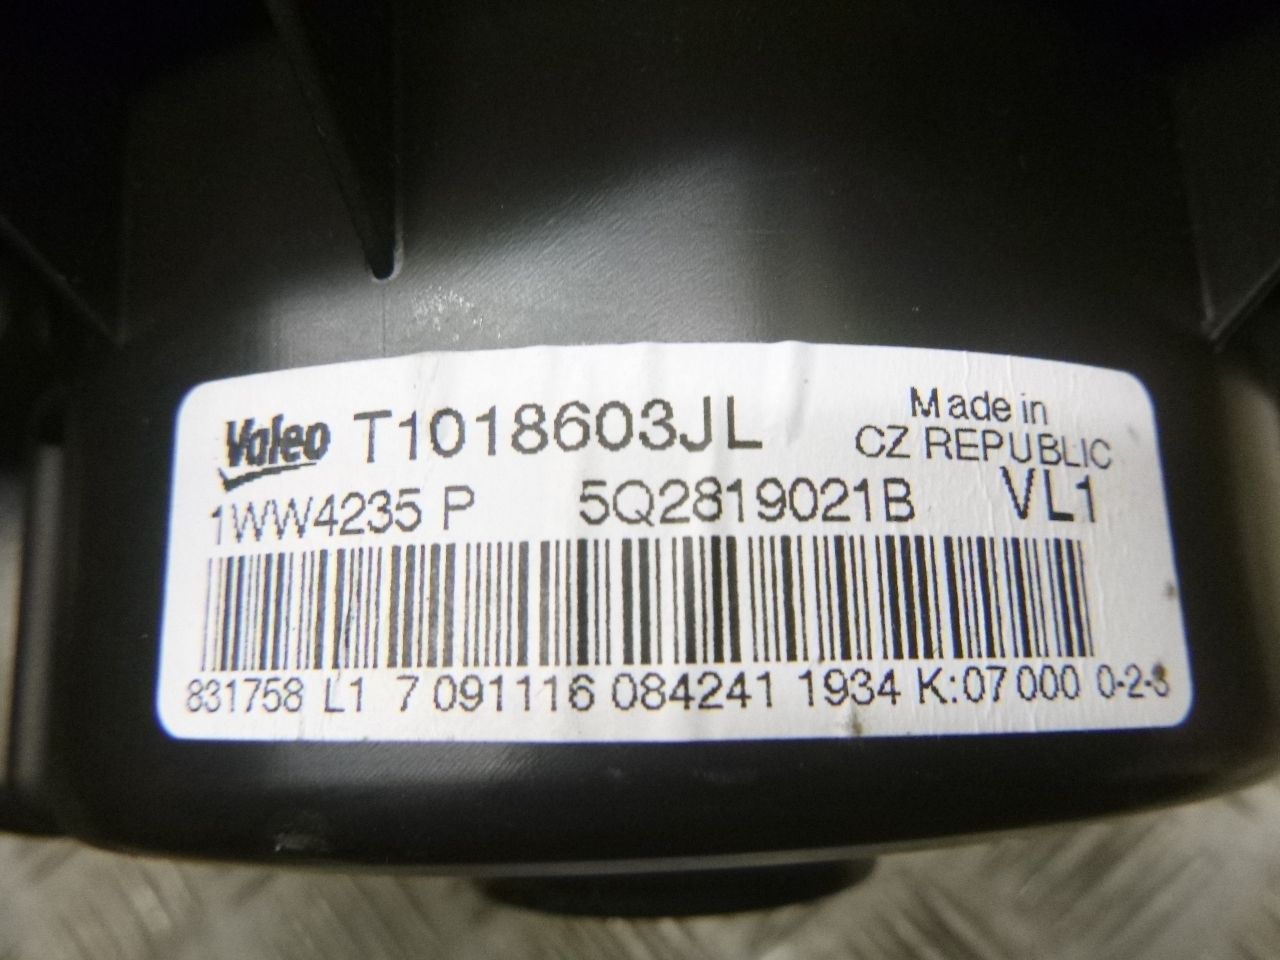 Valeo T1018603JL Made in
CZ REPUBLIC
1WW4235 P 5Q2819021B VL1
831758 L1 7 091116 084241 1934 K:07 000 0-2-3